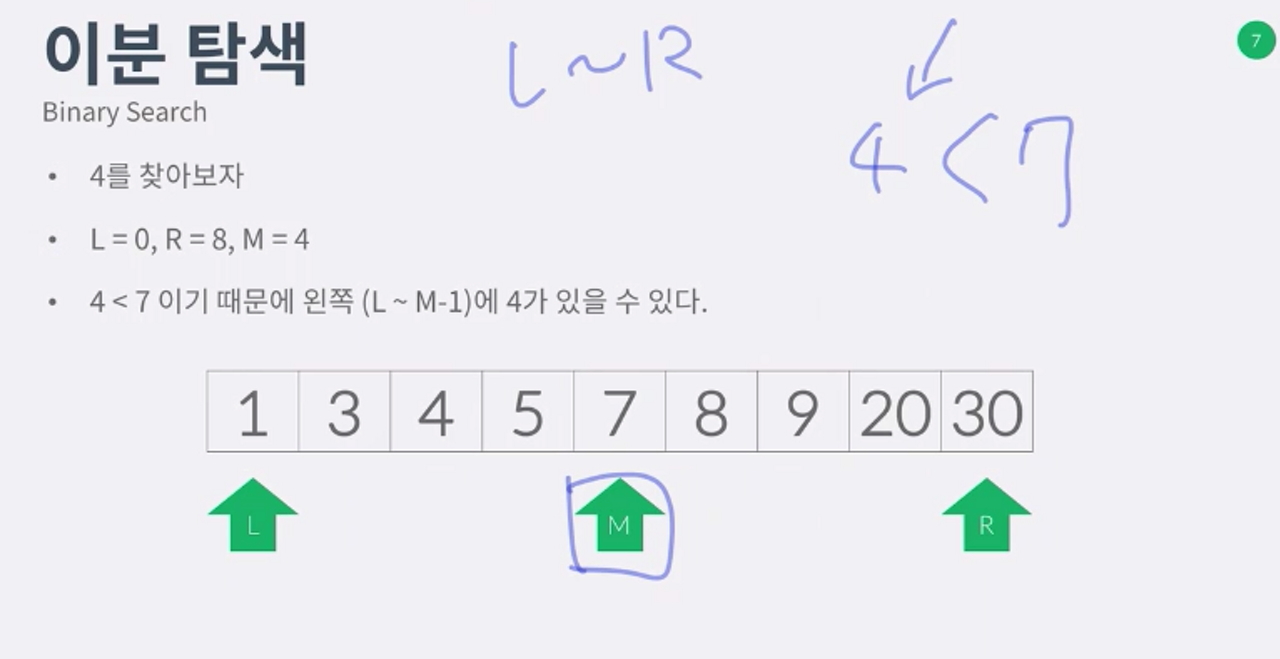 이분 탐색
L ~ R
7
Binary Search
4 < 7
• 4를 찾아보자
• L = 0, R = 8, M = 4
• 4 < 7 이기 때문에 왼쪽 (L ~ M-1)에 4가 있을 수 있다.
1 3 4 5 7 8 9 20 30
L M R